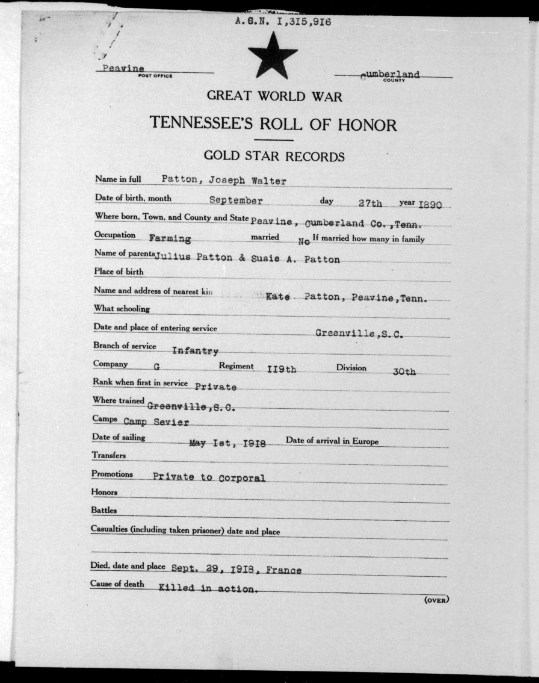 A.S.N. 1,315,916
Peavine Cumberland
POST OFFICE COUNTY
GREAT WORLD WAR
TENNESSEE'S ROLL OF HONOR
GOLD STAR RECORDS
Name in full Patton, Joseph Walter
Date of birth, month September day 27th year 1890
Where born, Town, and County and State Peavine, Cumberland Co.,Tenn.
Occupation Farming married No If married how many in family
Name of parents Julius Patton & Susie A. Patton
Place of birth
Name and address of nearest kin Kate Patton, Peavine,Tenn.
What schooling
Date and place of entering service Greenville,S.C.
Branch of service Infantry
Company G Regiment 119th Division 30th
Rank when first in service Private
Where trained Greenville,S.C.
Camps Camp Sevier
Date of sailing May 1st, 1918 Date of arrival in Europe
Transfers
Promotions Private to Corporal
Honors
Battles
Casualties (including taken prisoner) date and place
Died, date and place Sept. 29, 1918, France
Cause of death Killed in action.
(OVER)